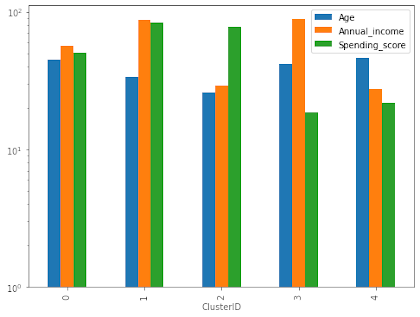 10²
10¹
10⁰
Age
Annual_income
Spending_score
0 1 2 3 4
ClusterID